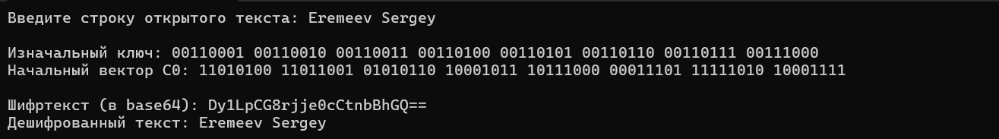 Введите строку открытого текста: Eremeev Sergey
Изначальный ключ: 00110001 00110010 00110011 00110100 00110101 00110110 00110111 00111000
Начальный вектор C0: 11010100 11011001 01010110 10001011 10111000 00011101 11111010 10001111
Шифртекст (в base64): Dy1LpCG8rjje0cCtnbBhGQ==
Дешифрованный текст: Eremeev Sergey